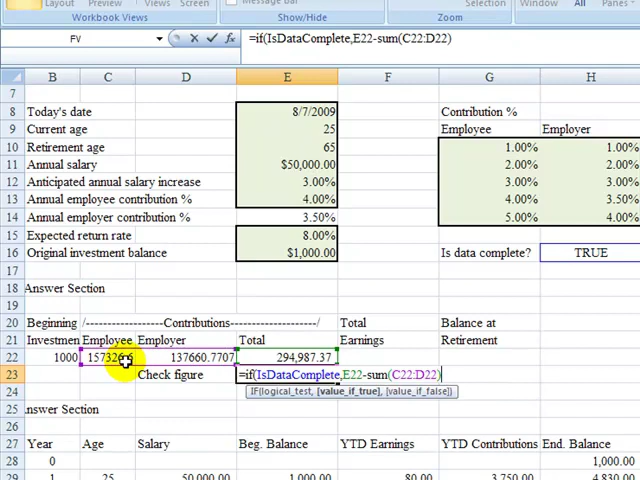 Layout Preview Views Screen Message Bar Selection Window All Panes
Workbook Views Show/Hide Zoom Window
FV =if(IsDataComplete,E22-sum(C22:D22)
B C D E F G H
7
8 Today's date 8/7/2009 Contribution %
9 Current age 25 Employee Employer
10 Retirement age 65 1.00% 1.00%
11 Annual salary $50,000.00 2.00% 2.00%
12 Anticipated annual salary increase 3.00% 3.00% 3.00%
13 Annual employee contribution % 4.00% 4.00% 3.50%
14 Annual employer contribution % 3.50% 5.00% 4.00%
15 Expected return rate 8.00%
16 Original investment balance $1,000.00 Is data complete? TRUE
17
18 Answer Section
19
20 Beginning /----------------Contributions--------------------/ Total Balance at
21 Investmen Employee Employer Total Earnings Retirement
22 1000 137660.7707 294,987.37
23 Check figure =if(IsDataComplete,E22-sum(C22:D22)
24 IF(logical_test, [value_if_true], [value_if_false])
25 nswer Section
26
27 Year Age Salary Beg. Balance YTD Earnings YTD Contributions End. Balance
28 0 1,000.00
29 1 25 50,000.00 1,000.00 80.00 3,750.00 4,830.00